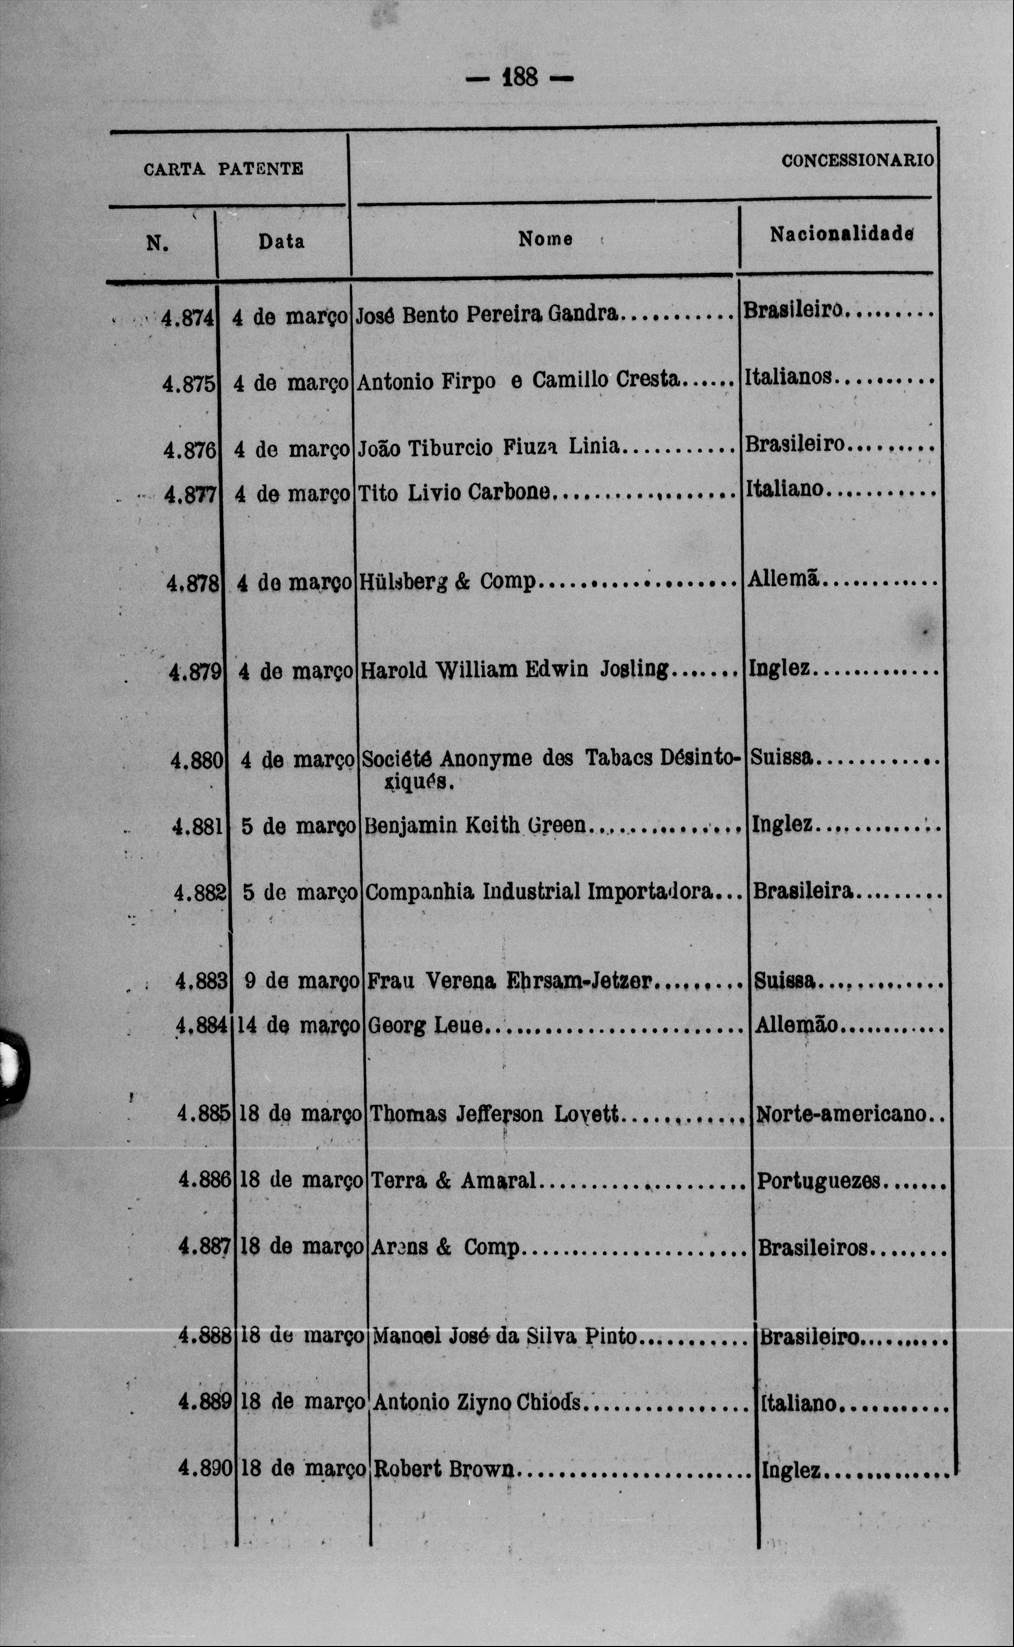 — 188 —
CARTA PATENTE CONCESSIONARIO
N. Data Nome Nacionalidade
4.874 4 de março José Bento Pereira Gandra............ Brasileiro.........
4.875 4 de março Antonio Firpo e Camillo Cresta...... Italianos..........
4.876 4 de março João Tiburcio Fiuza Linia............ Brasileiro.........
4.877 4 de março Tito Livio Carbone................... Italiano...........
4.878 4 de março Hülsberg & Comp.................... Allemã............
4.879 4 de março Harold William Edwin Josling....... Inglez.............
4.880 4 de março Société Anonyme des Tabacs Désinto- Suissa............
xiqués.
4.881 5 de março Benjamin Keith Green............... Inglez.............
4.882 5 de março Companhia Industrial Importadora... Brasileira.........
4.883 9 de março Frau Verena Ehrsam-Jetzer......... Suissa.............
4.884 14 de março Georg Leue.......................... Allemão...........
4.885 18 de março Thomas Jefferson Lovett............. Norte-americano..
4.886 18 de março Terra & Amaral..................... Portuguezes.......
4.887 18 de março Arens & Comp....................... Brasileiros........
4.888 18 de março Manoel José da Silva Pinto........... Brasileiro..........
4.889 18 de março Antonio Ziyno Chiods................. Italiano...........
4.890 18 de março Robert Brown........................ Inglez.............